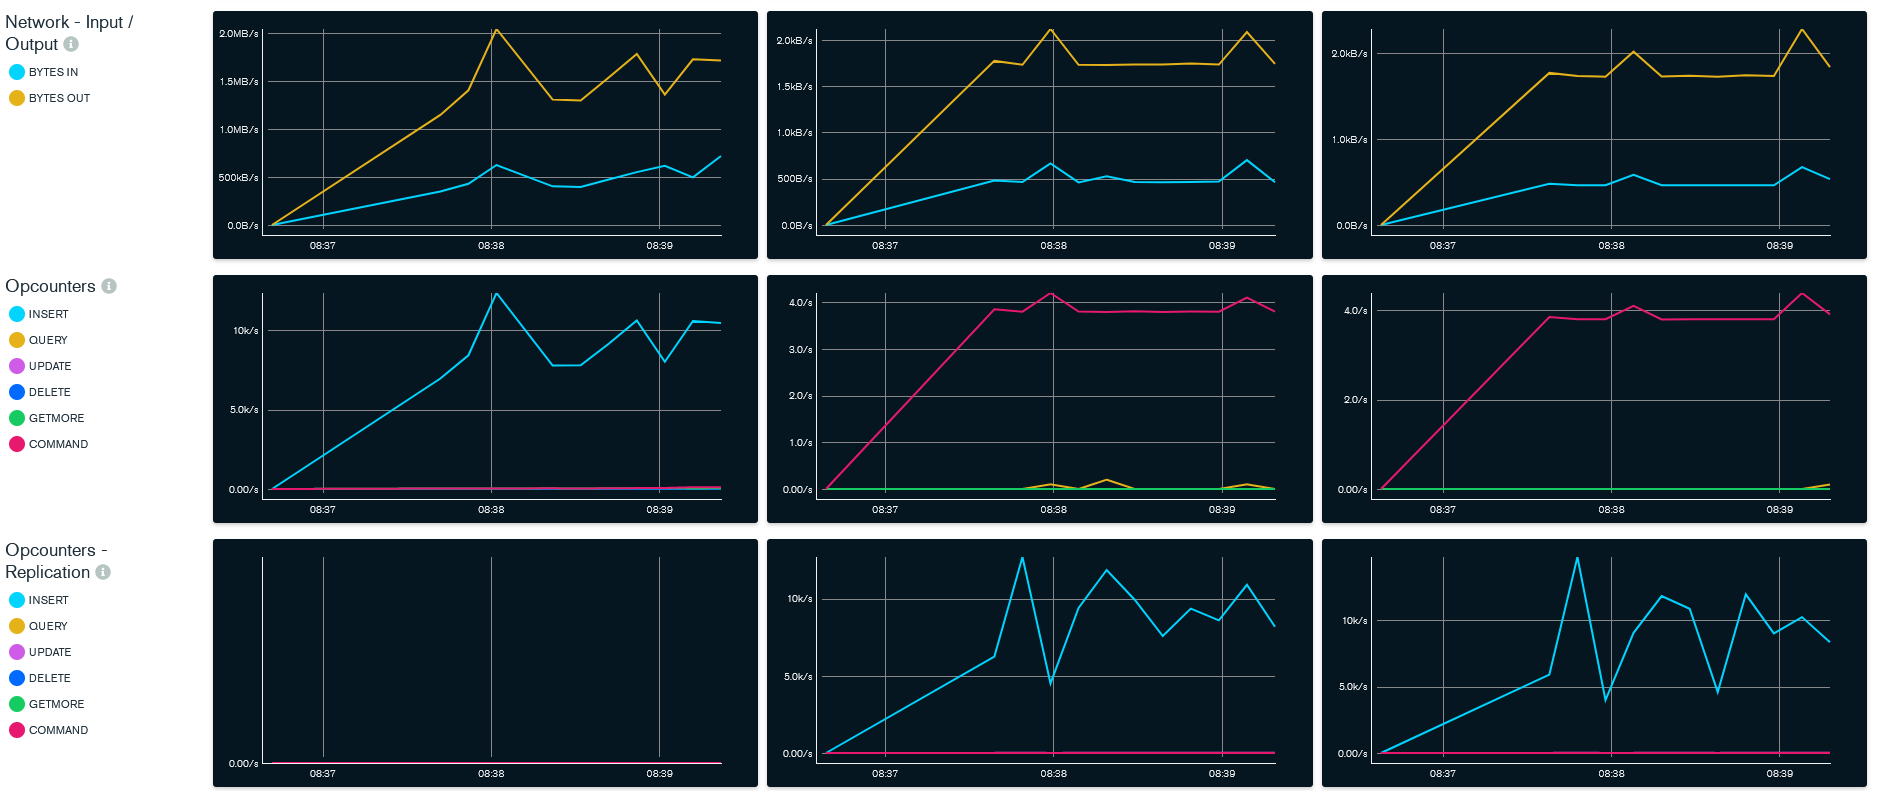 Network - Input /
Output
BYTES IN
BYTES OUT
2.0MB/s
1.5MB/s
1.0MB/s
500kB/s
0.0B/s
08:37 08:38 08:39
2.0kB/s
1.5kB/s
1.0kB/s
500B/s
0.0B/s
08:37 08:38 08:39
2.0kB/s
1.0kB/s
0.0B/s
08:37 08:38 08:39
Opcounters
INSERT
QUERY
UPDATE
DELETE
GETMORE
COMMAND
10k/s
5.0k/s
0.00/s
08:37 08:38 08:39
4.0/s
3.0/s
2.0/s
1.0/s
0.00/s
08:37 08:38 08:39
4.0/s
2.0/s
0.00/s
08:37 08:38 08:39
Opcounters -
Replication
INSERT
QUERY
UPDATE
DELETE
GETMORE
COMMAND
0.00/s
08:37 08:38 08:39
10k/s
5.0k/s
0.00/s
08:37 08:38 08:39
10k/s
5.0k/s
0.00/s
08:37 08:38 08:39